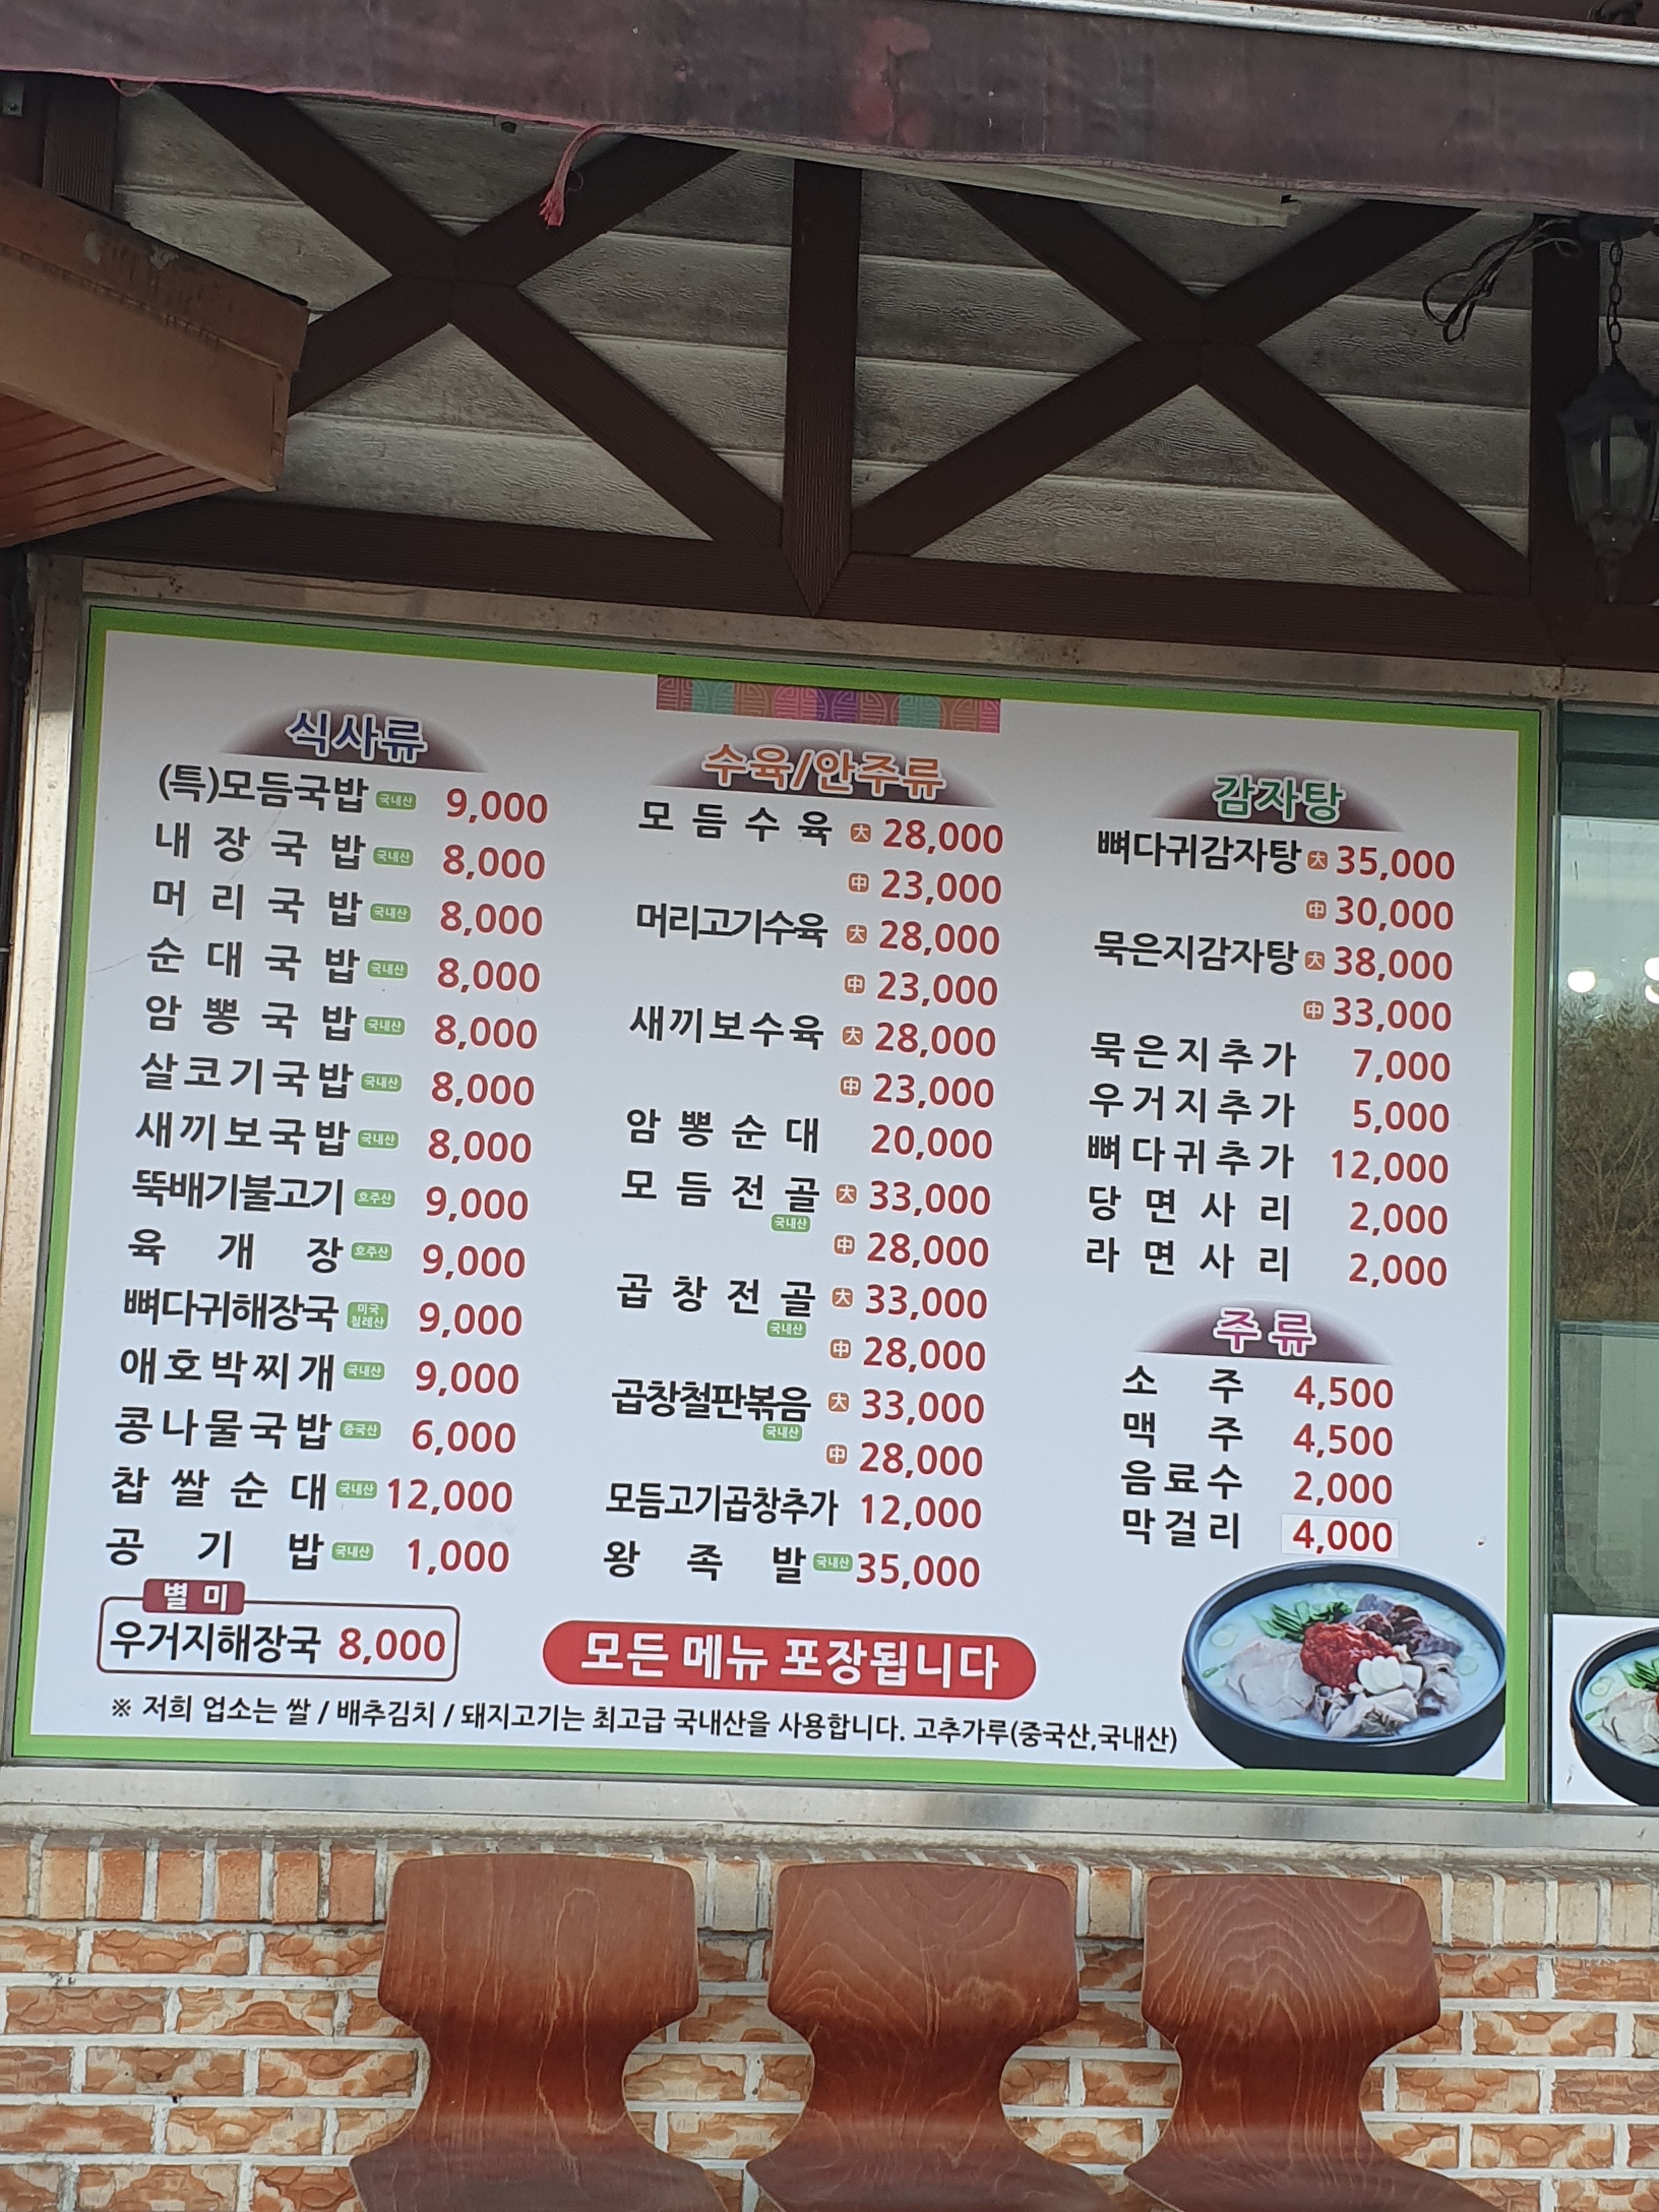 식사류
(특)모듬국밥 국내산 9,000
내장국밥 국내산 8,000
머리국밥 국내산 8,000
순대국밥 국내산 8,000
암뽕국밥 국내산 8,000
살코기국밥 국내산 8,000
새끼보국밥 국내산 8,000
뚝배기불고기 호주산 9,000
육개장 호주산 9,000
뼈다귀해장국 미국 칠레산 9,000
애호박찌개 국내산 9,000
콩나물국밥 중국산 6,000
찹쌀순대 국내산 12,000
공기밥 국내산 1,000
별미
우거지해장국 8,000
수육/안주류
모듬수육 大 28,000
中 23,000
머리고기수육 大 28,000
中 23,000
새끼보수육 大 28,000
中 23,000
암뽕순대 20,000
모듬전골 大 33,000
국내산
中 28,000
곱창전골 大 33,000
국내산
中 28,000
곱창철판볶음 大 33,000
국내산
中 28,000
모듬고기곱창추가 12,000
왕족발 국내산 35,000
모든 메뉴 포장됩니다
감자탕
뼈다귀감자탕 大 35,000
中 30,000
묵은지감자탕 大 38,000
中 33,000
묵은지추가 7,000
우거지추가 5,000
뼈다귀추가 12,000
당면사리 2,000
라면사리 2,000
주류
소주 4,500
맥주 4,500
음료수 2,000
막걸리 4,000
※ 저희 업소는 쌀 / 배추김치 / 돼지고기는 최고급 국내산을 사용합니다. 고추가루(중국산,국내산)